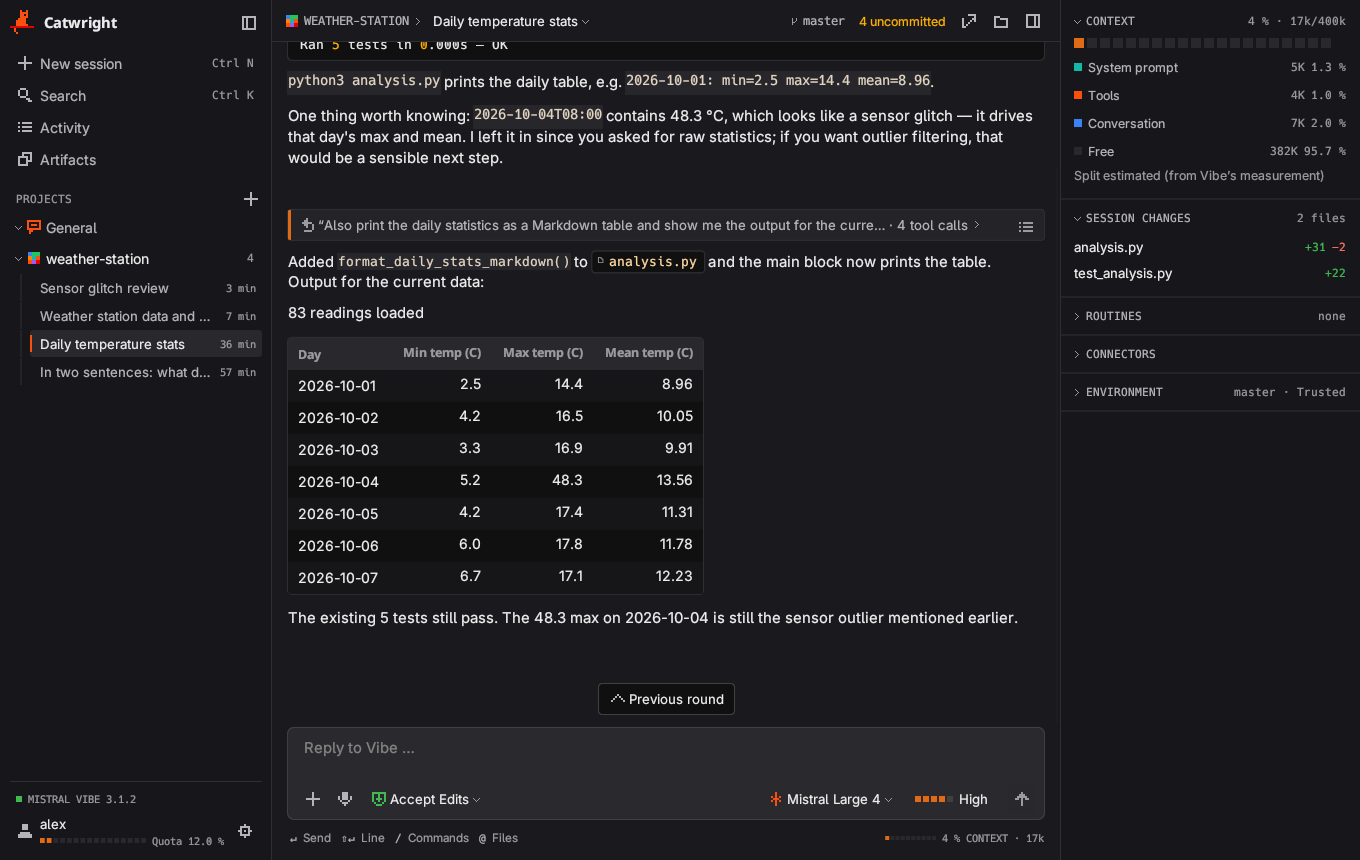 Catwright
New session Ctrl N
Search Ctrl K
Activity
Artifacts
PROJECTS
General
weather-station 4
Sensor glitch review 3 min
Weather station data and ... 7 min
Daily temperature stats 36 min
In two sentences: what d... 57 min
MISTRAL VIBE 3.1.2
alex
Quota 12.0 %
WEATHER-STATION > Daily temperature stats
master 4 uncommitted
Ran 5 tests in 0.000s — OK
python3 analysis.py prints the daily table, e.g. 2026-10-01: min=2.5 max=14.4 mean=8.96.
One thing worth knowing: 2026-10-04T08:00 contains 48.3 °C, which looks like a sensor glitch — it drives
that day's max and mean. I left it in since you asked for raw statistics; if you want outlier filtering, that
would be a sensible next step.
“Also print the daily statistics as a Markdown table and show me the output for the curre... · 4 tool calls >
Added format_daily_stats_markdown() to analysis.py and the main block now prints the table.
Output for the current data:
83 readings loaded
Day Min temp (C) Max temp (C) Mean temp (C)
2026-10-01 2.5 14.4 8.96
2026-10-02 4.2 16.5 10.05
2026-10-03 3.3 16.9 9.91
2026-10-04 5.2 48.3 13.56
2026-10-05 4.2 17.4 11.31
2026-10-06 6.0 17.8 11.78
2026-10-07 6.7 17.1 12.23
The existing 5 tests still pass. The 48.3 max on 2026-10-04 is still the sensor outlier mentioned earlier.
Previous round
Reply to Vibe ...
Accept Edits
Mistral Large 4 High
↵ Send ⇧↵ Line / Commands @ Files
4 % CONTEXT · 17k
CONTEXT 4 % · 17k/400k
System prompt 5K 1.3 %
Tools 4K 1.0 %
Conversation 7K 2.0 %
Free 382K 95.7 %
Split estimated (from Vibe’s measurement)
SESSION CHANGES 2 files
analysis.py +31 −2
test_analysis.py +22
ROUTINES none
CONNECTORS
ENVIRONMENT master · Trusted